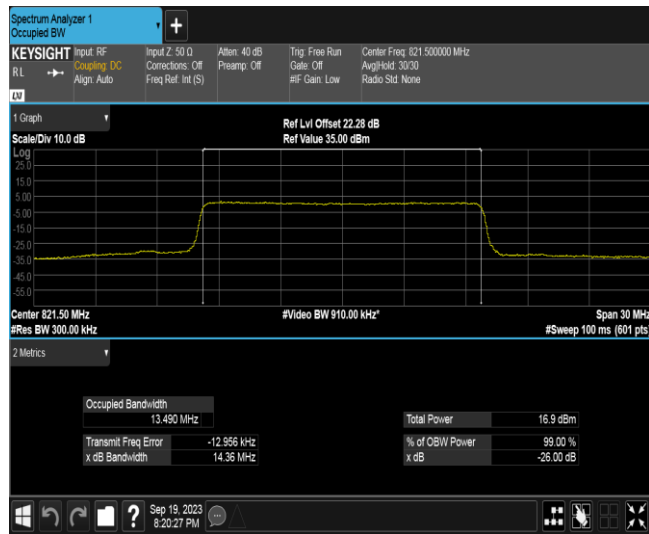 Spectrum Analyzer 1
Occupied BW
+
KEYSIGHT
RL
LXI
Input: RF
Coupling: DC
Align: Auto
Input Z: 50 Ω
Corrections: Off
Freq Ref: Int (S)
Atten: 40 dB
Preamp: Off
Trig: Free Run
Gate: Off
#IF Gain: Low
Center Freq: 821.500000 MHz
Avg|Hold: 30/30
Radio Std: None
1 Graph
Scale/Div 10.0 dB
Ref Lvl Offset 22.28 dB
Ref Value 35.00 dBm
Log
25.0
15.0
5.00
-5.00
-15.0
-25.0
-35.0
-45.0
-55.0
Center 821.50 MHz
#Res BW 300.00 kHz
#Video BW 910.00 kHz*
Span 30 MHz
#Sweep 100 ms (601 pts)
2 Metrics
Occupied Bandwidth
13.490 MHz
Transmit Freq Error -12.956 kHz
x dB Bandwidth 14.36 MHz
Total Power 16.9 dBm
% of OBW Power 99.00 %
x dB -26.00 dB
?
Sep 19, 2023
8:20:27 PM